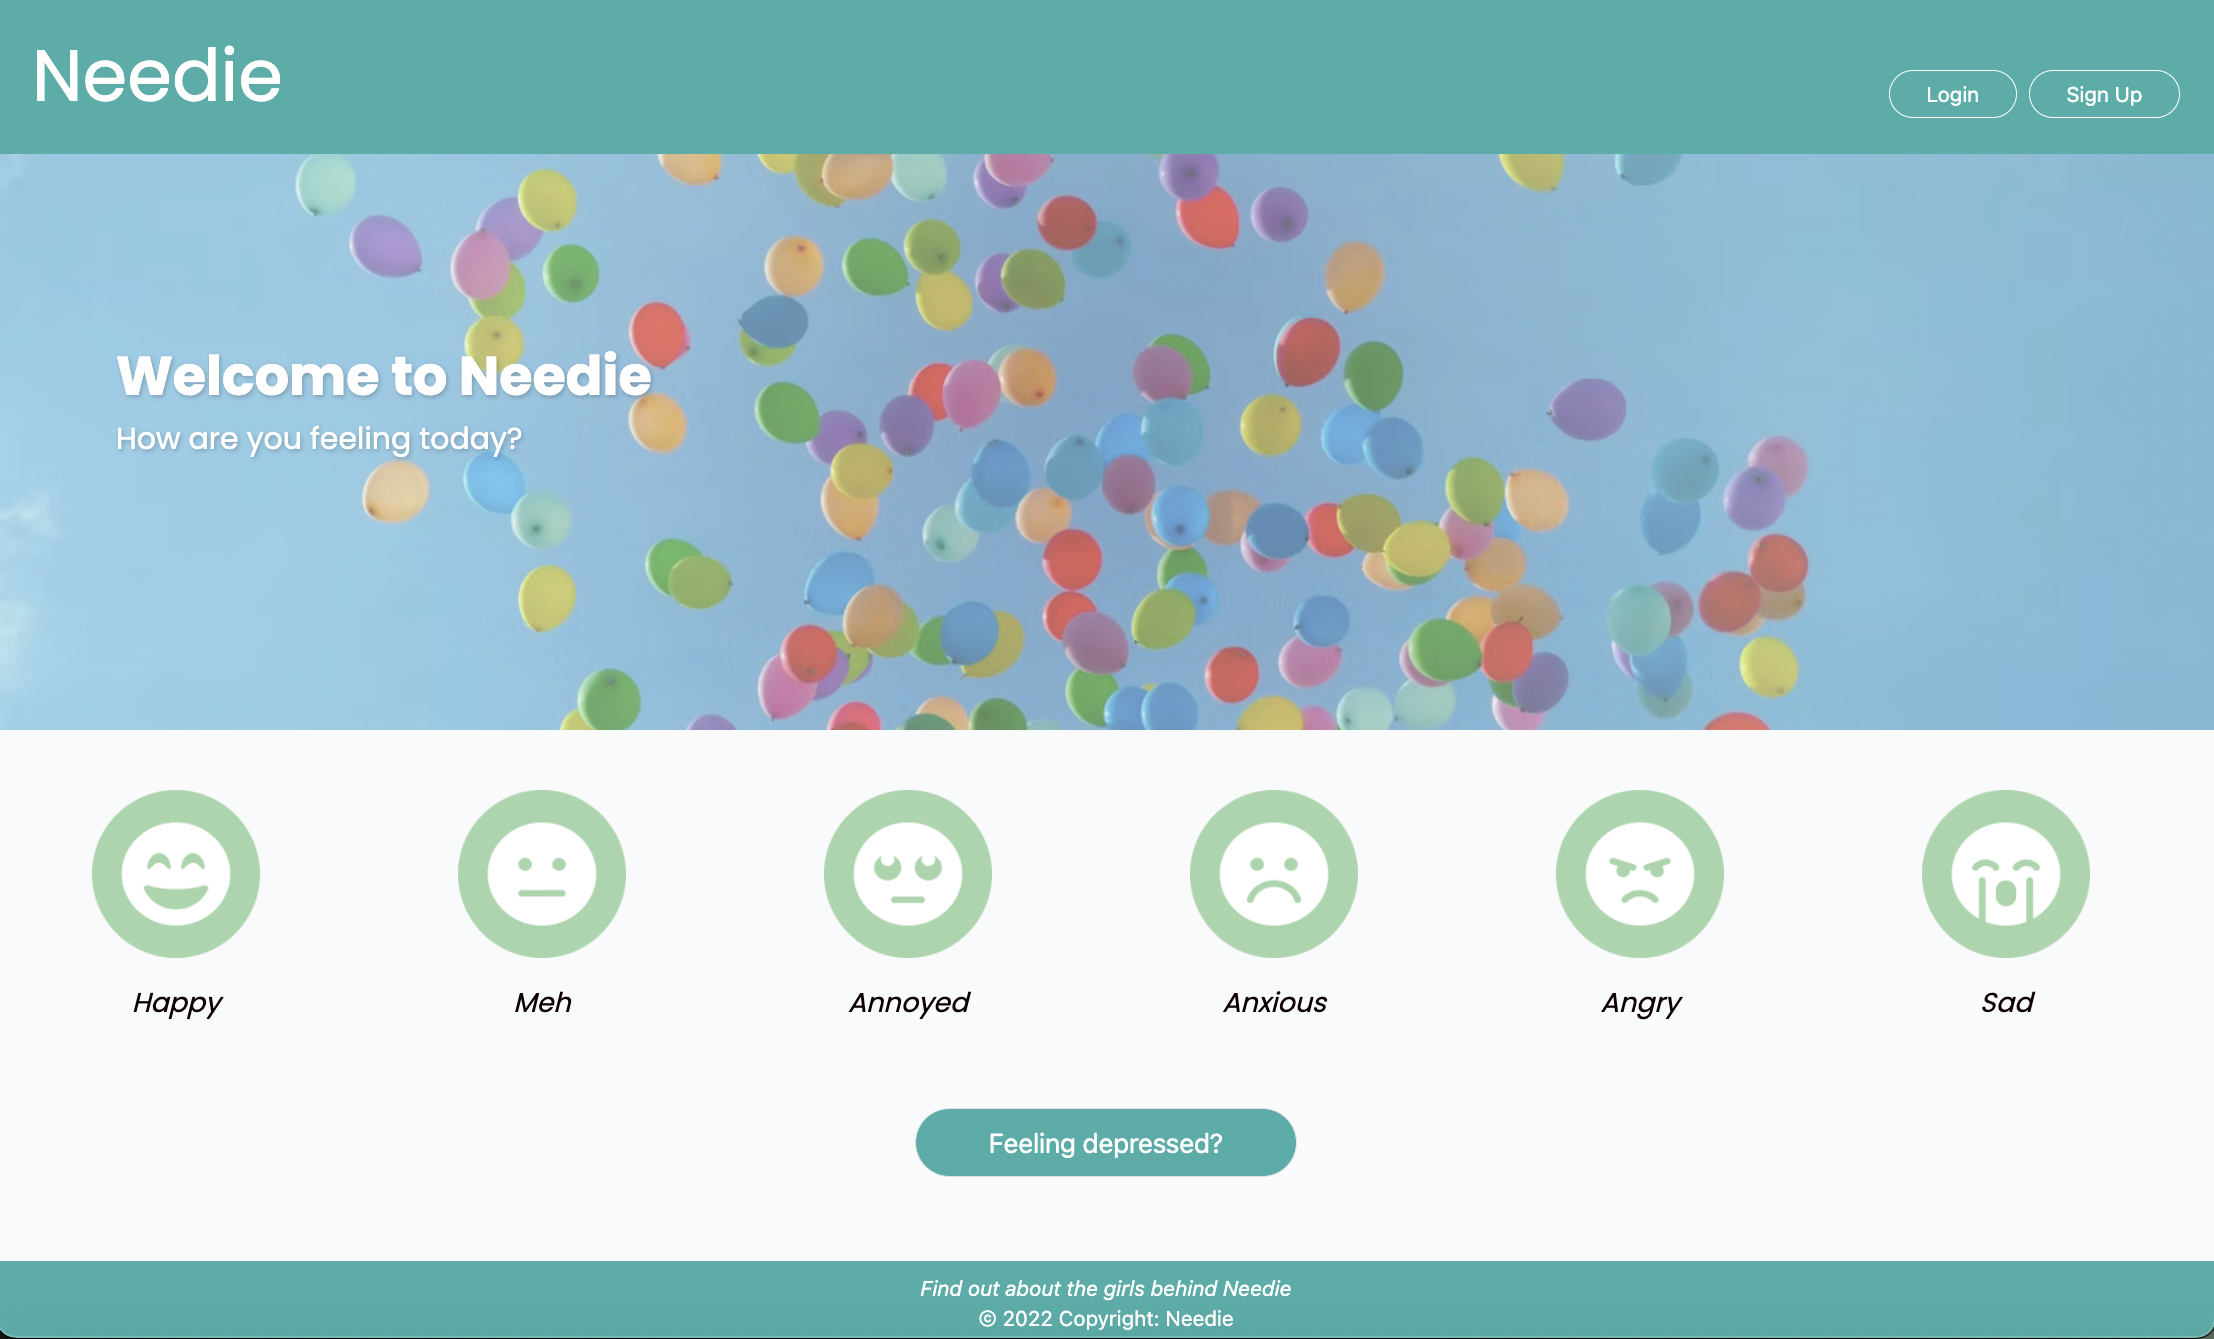 Needie
Login
Sign Up
Welcome to Needie
How are you feeling today?
Happy
Meh
Annoyed
Anxious
Angry
Sad
Feeling depressed?
Find out about the girls behind Needie
© 2022 Copyright: Needie